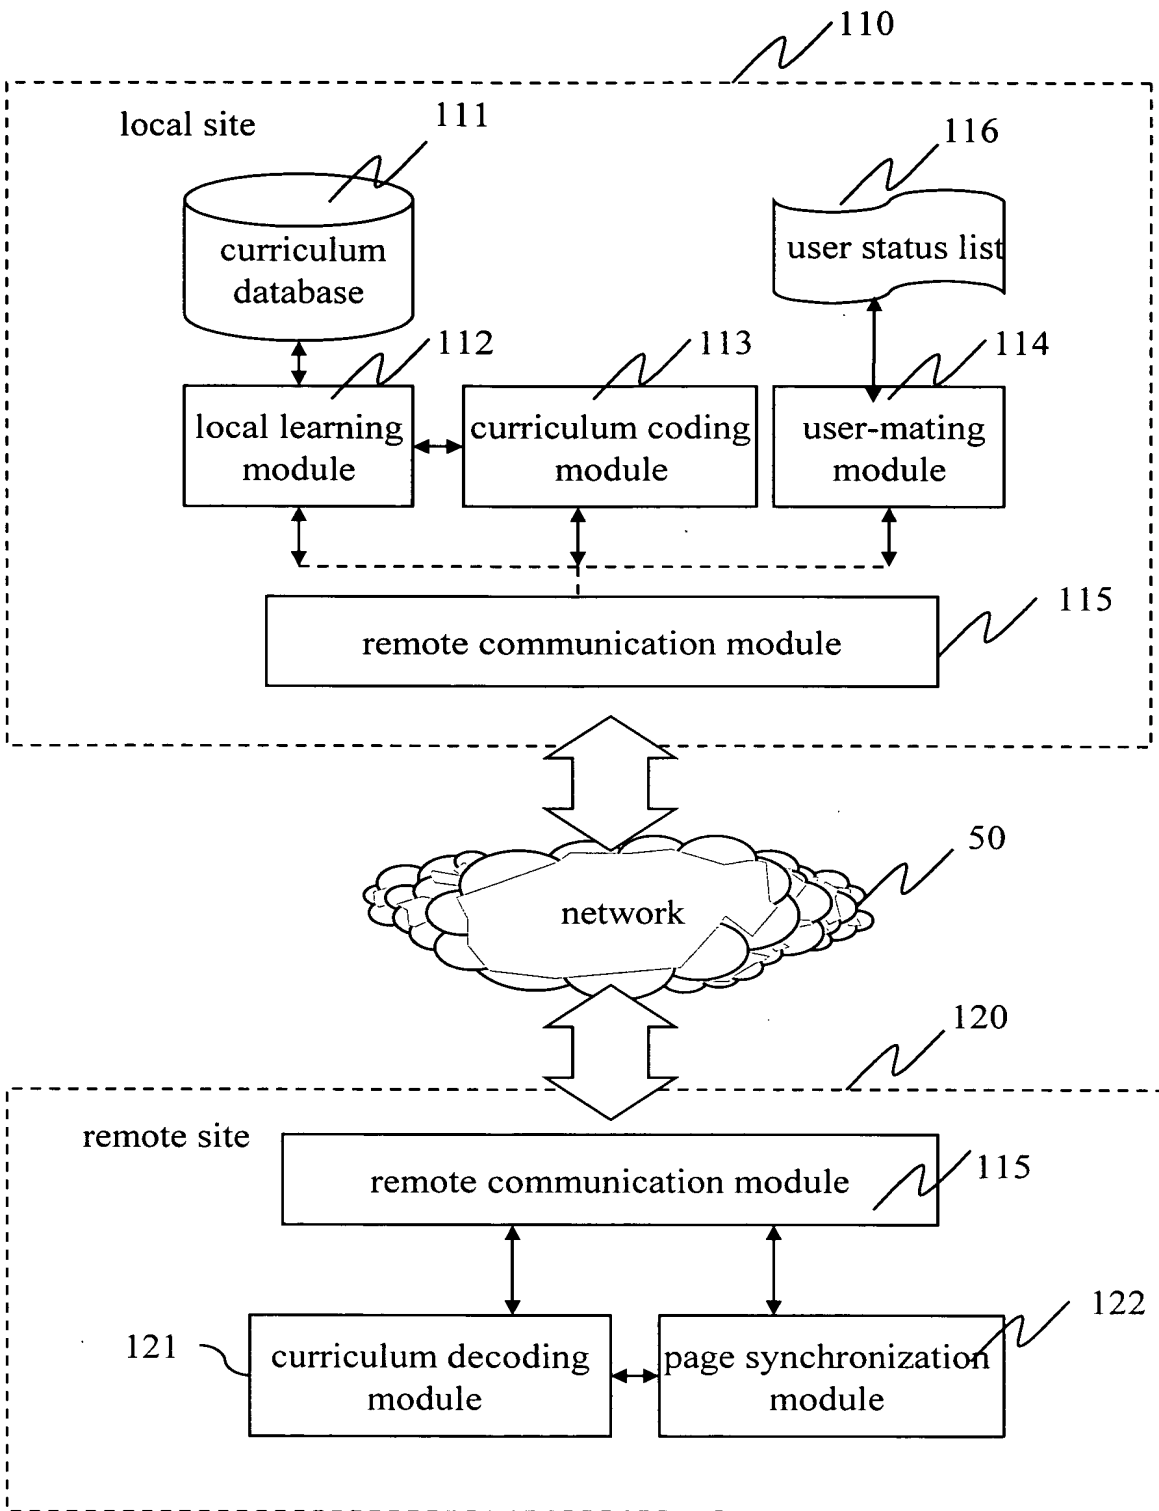 110
local site
111
116
curriculum
database
user status list
112
113
114
local learning
module
curriculum coding
module
user-mating
module
115
remote communication module
50
network
120
remote site
115
remote communication module
122
121
curriculum decoding
module
page synchronization
module